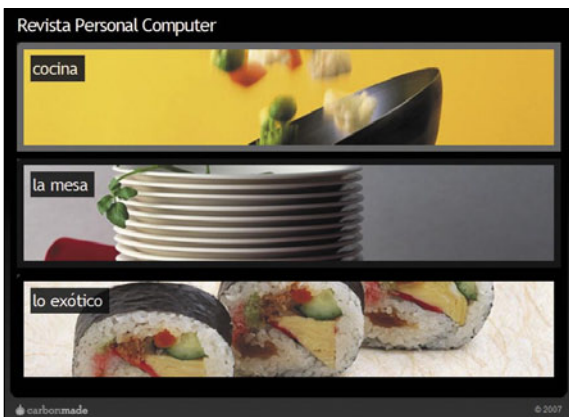 Revista Personal Computer
cocina
la mesa
lo exótico
carbonmade
© 2007